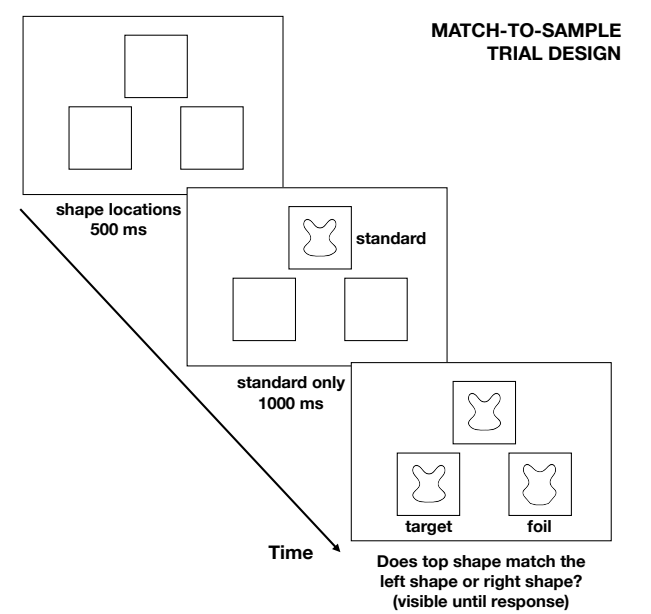 MATCH-TO-SAMPLE
TRIAL DESIGN
shape locations
500 ms
standard
standard only
1000 ms
target
foil
Time
Does top shape match the
left shape or right shape?
(visible until response)